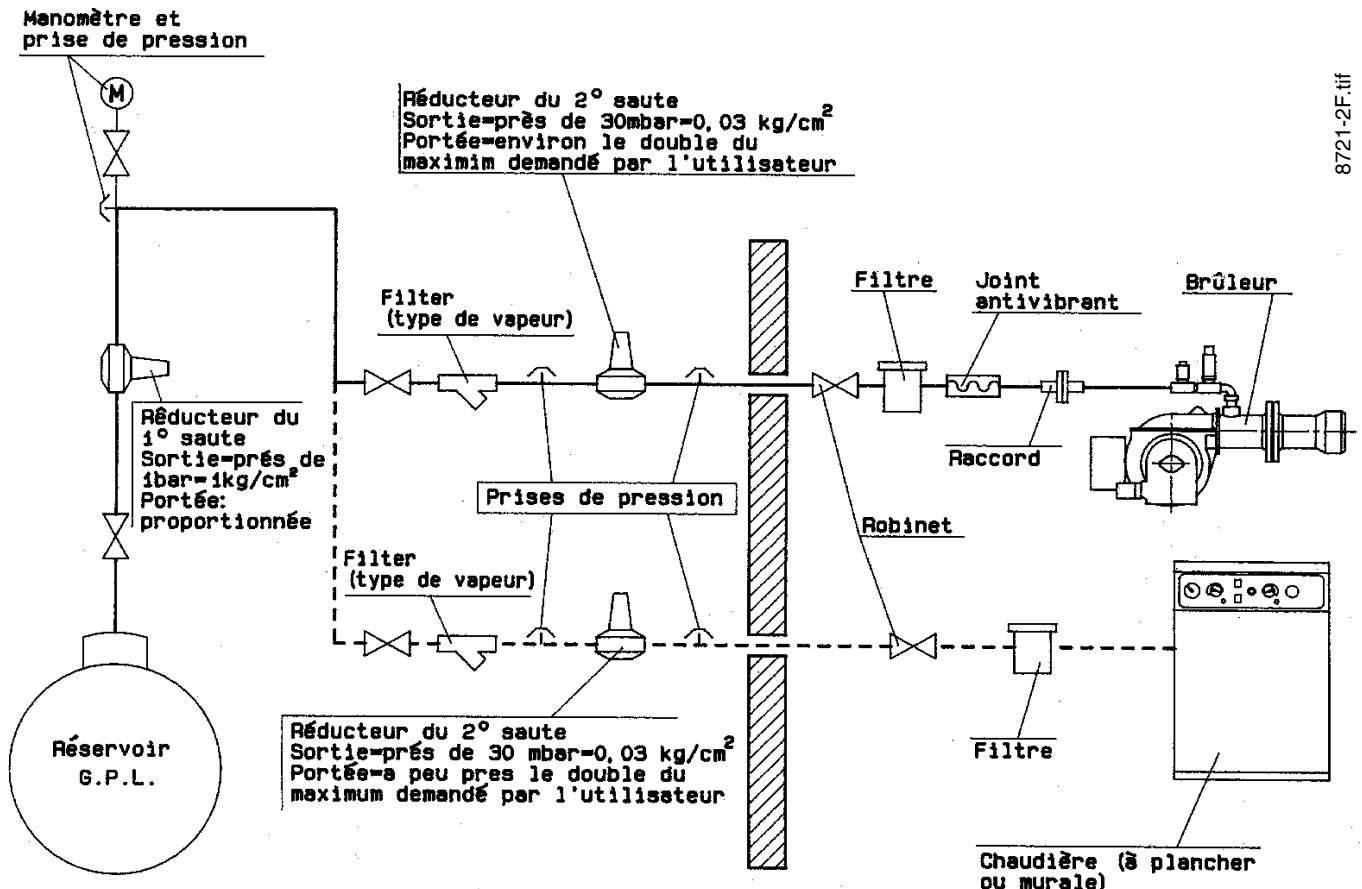 Manomètre et
prise de pression
M
Réducteur du 2° saute
Sortie=près de 30mbar=0,03 kg/cm²
Portée=environ le double du
maximim demandé par l'utilisateur
8721-2F.tif
Filter
(type de vapeur)
Filtre
Joint
antivibrant
Brûleur
Rêducteur du
1° saute
Sortie=prés de
1bar=1kg/cm²
Portée:
proportionnée
Raccord
Prises de pression
Robinet
Filter
(type de vapeur)
Réservoir
G.P.L.
Réducteur du 2° saute
Sortie=prés de 30 mbar=0,03 kg/cm²
Portée=a peu pres le double du
maximum demandé par l'utilisateur
Filtre
Chaudière (à plancher
ou murale)